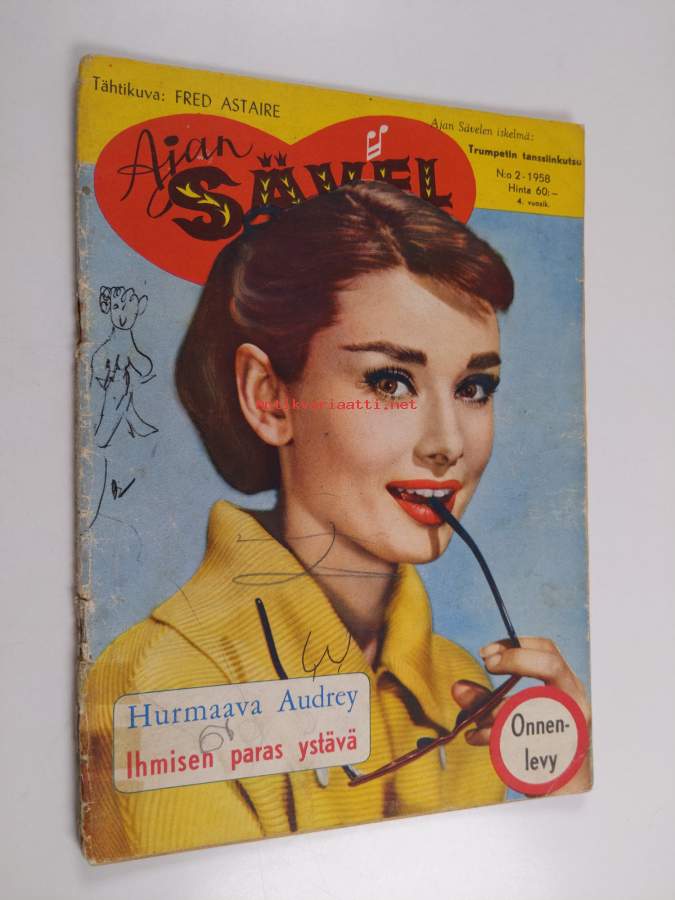 Tähtikuva: FRED ASTAIRE
Ajan Sävelen iskelmä:
Trumpetin tanssiinkutsu
Ajan
SÄVEL
N:o 2 - 1958
Hinta 60:–
4. vuosik.
antikvariaatti.net
Hurmaava Audrey
Ihmisen paras ystävä
Onnen-
levy